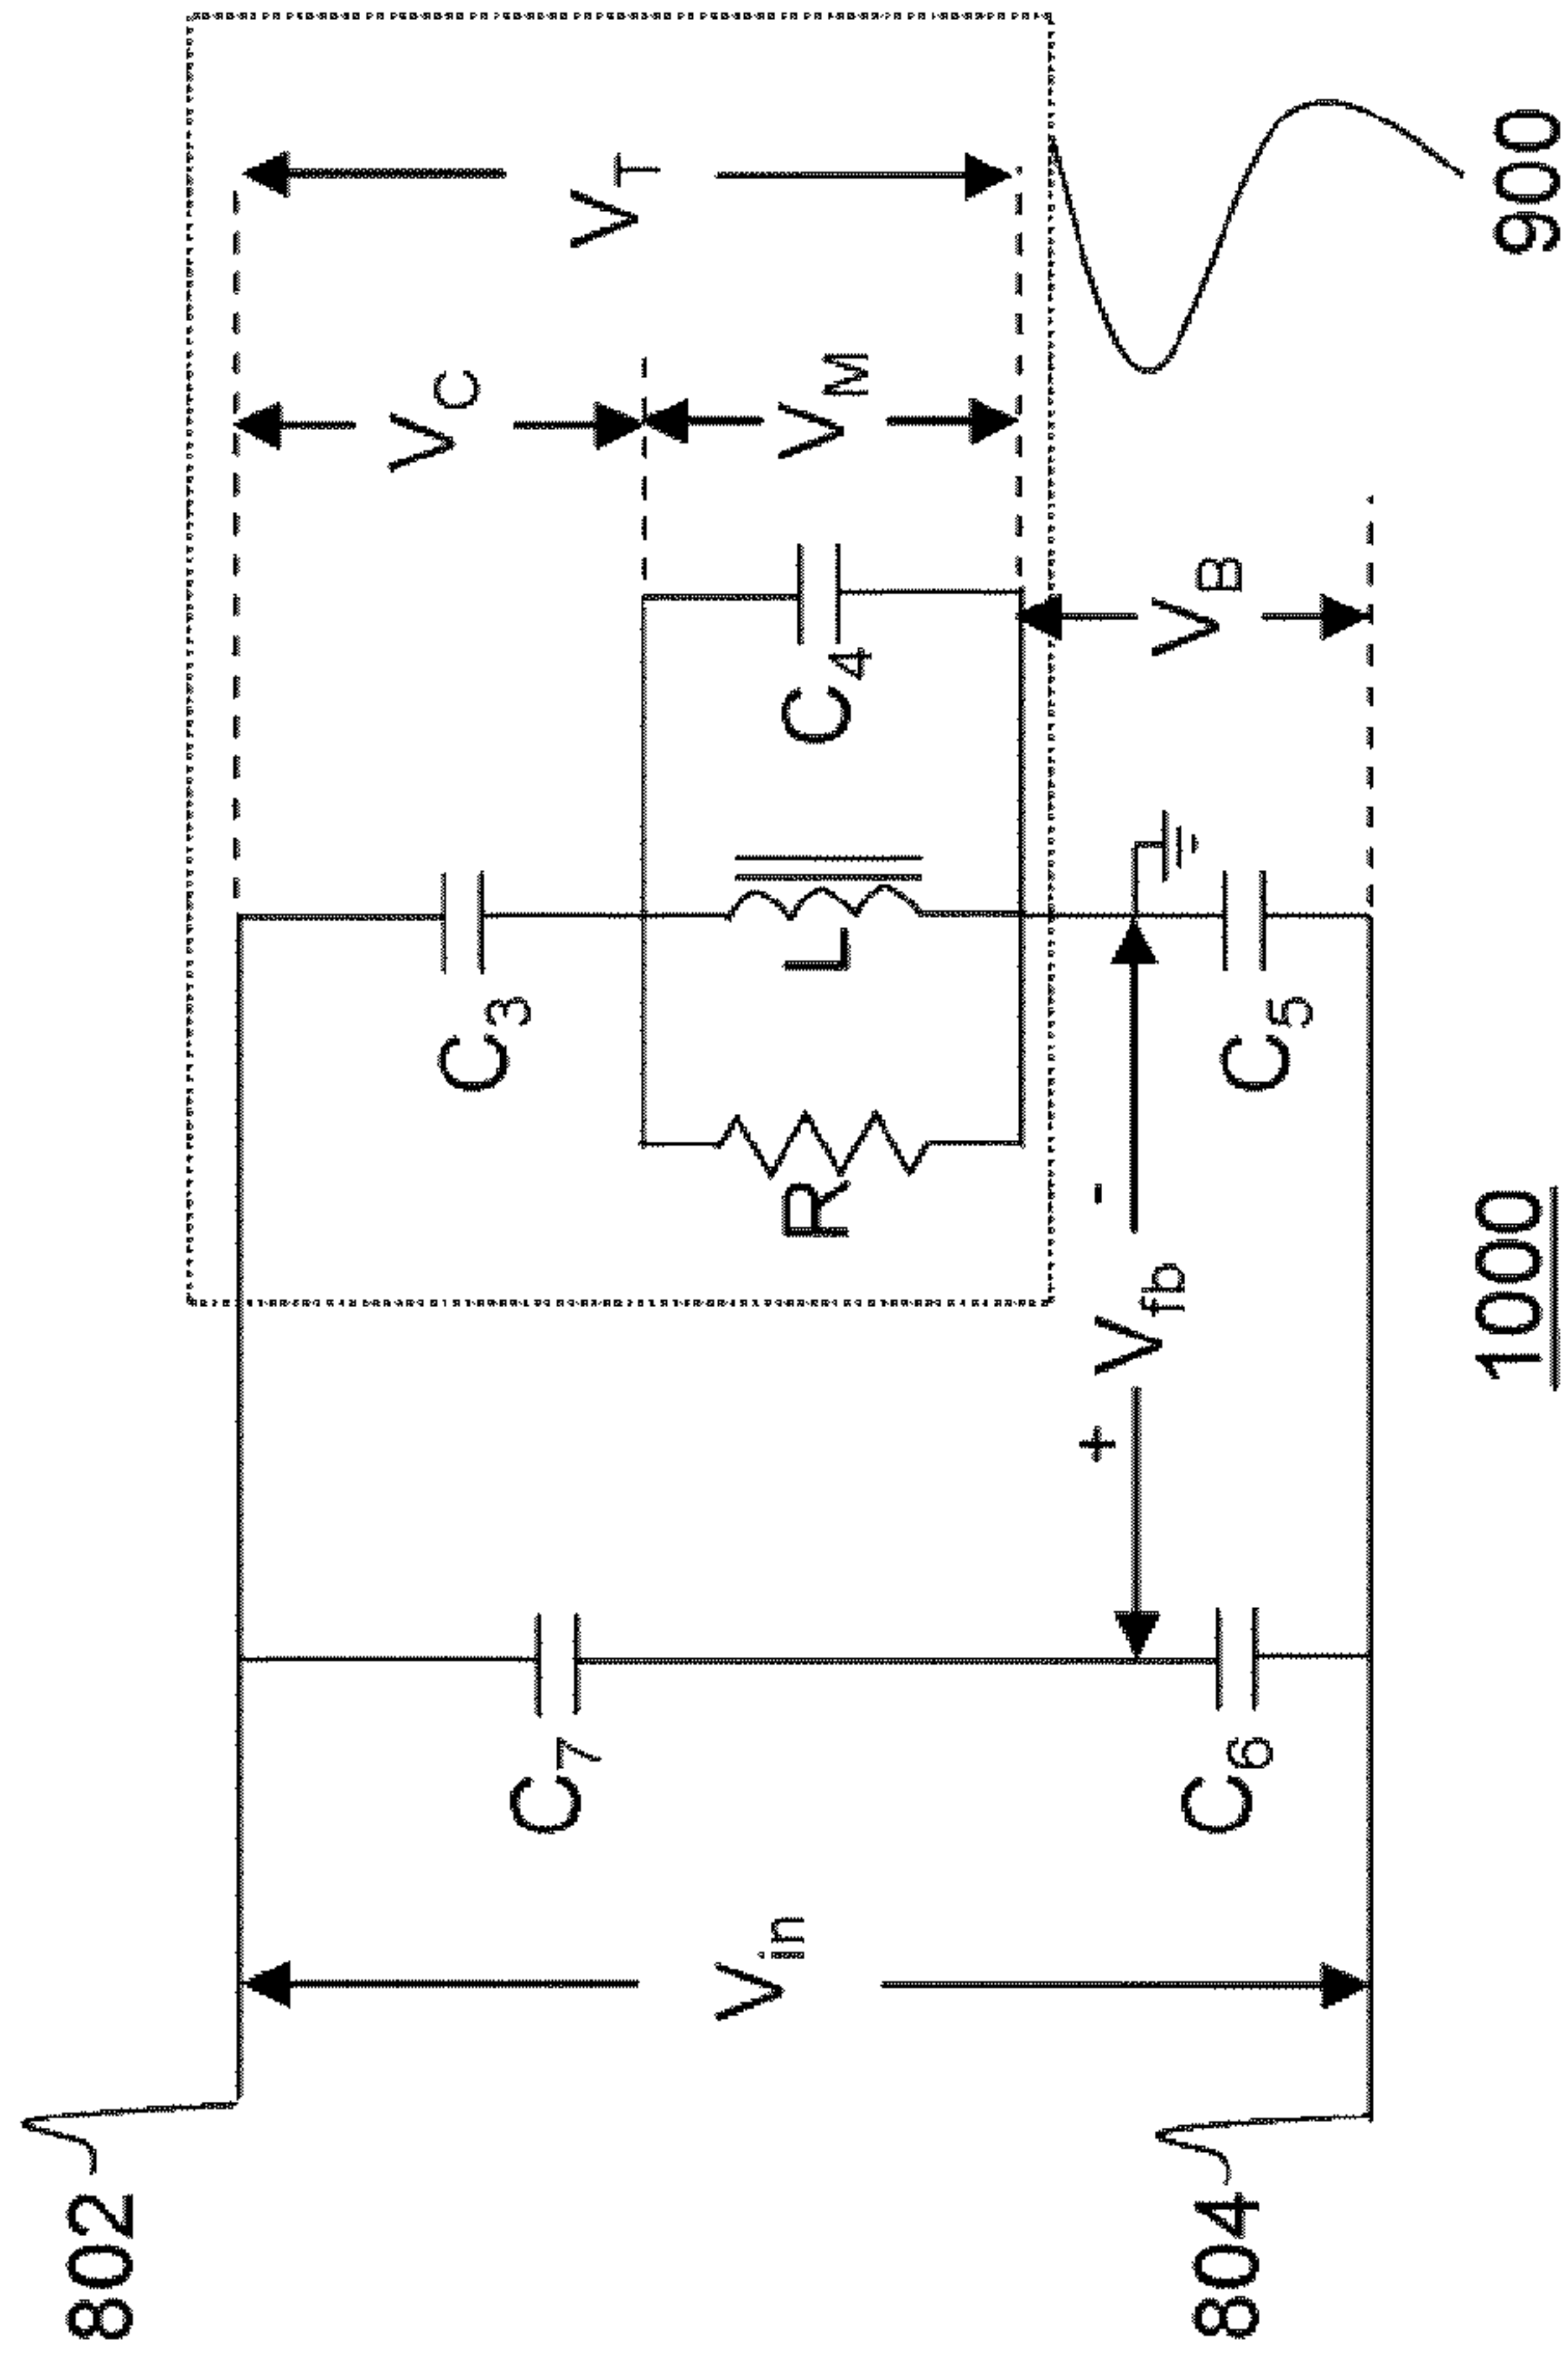 802
804
V_in
C_7
C_6
+ V_fb -
R
C_3
L
C_5
C_4
V_C
V_M
V_B
V_T
1000
900